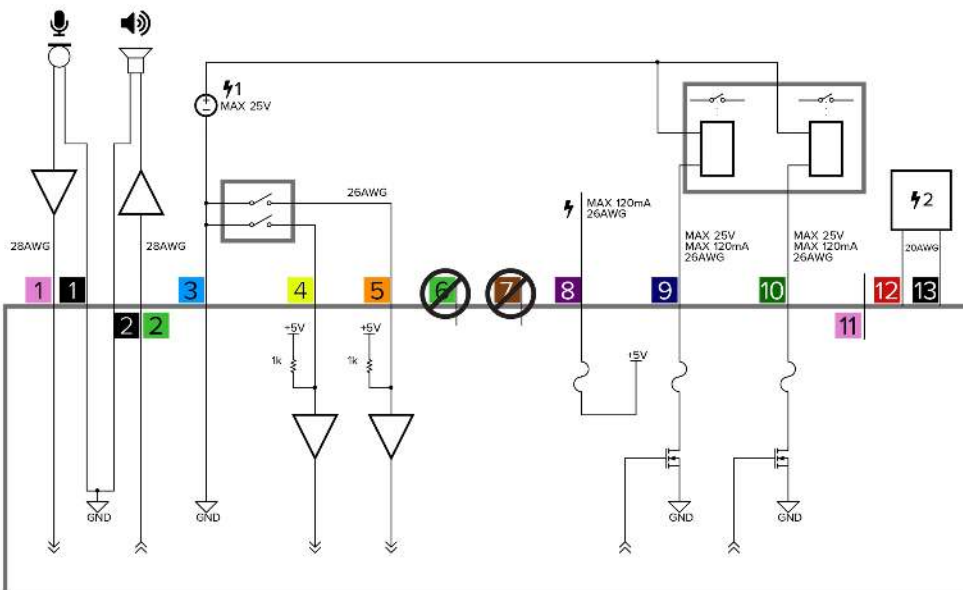 1
MAX 25V
26AWG
MAX 120mA
26AWG
2
28AWG
28AWG
MAX 25V
MAX 120mA
26AWG
MAX 25V
MAX 120mA
26AWG
20AWG
1
1
3
4
5
6
7
8
9
10
12
13
2
2
11
+5V
+5V
+5V
1k
1k
GND
GND
GND
GND